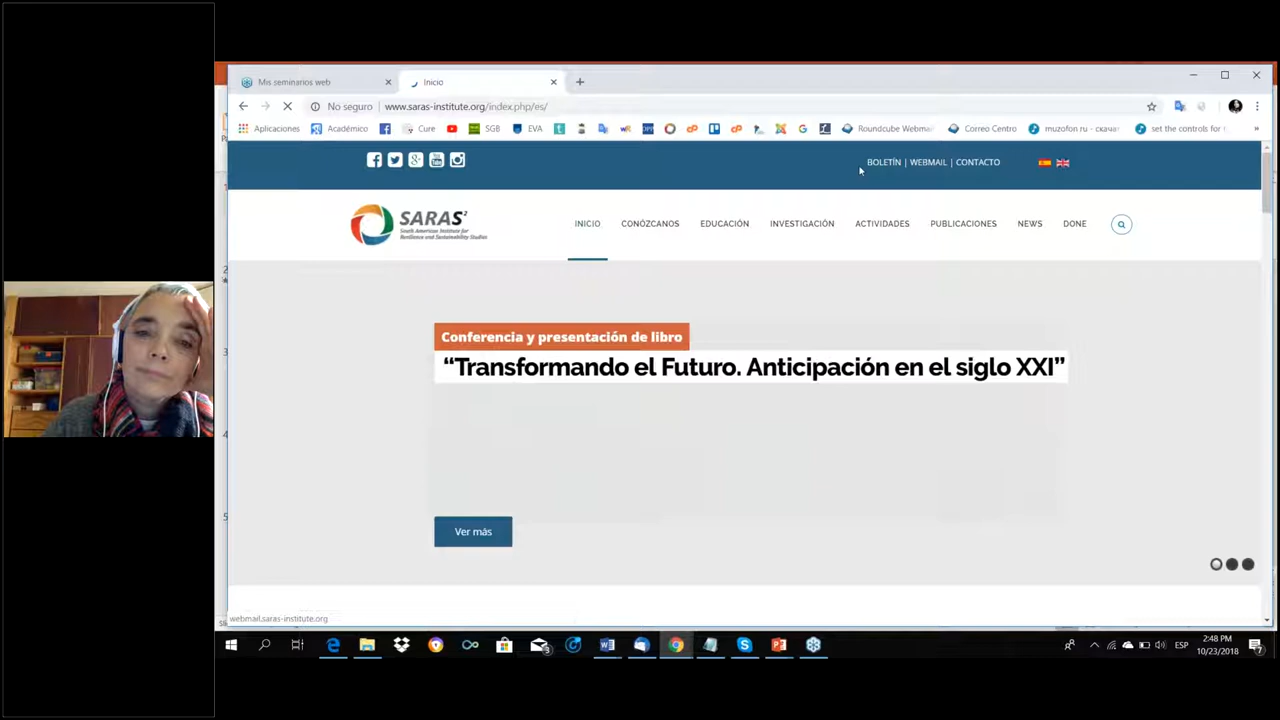 Mis seminarios web
Inicio
No seguro
www.saras-institute.org/index.php/es/
Aplicaciones
Académico
Cure
SGB
EVA
Roundcube Webma
Correo Centro
muzofon ru - скачат
set the controls for t
BOLETÍN | WEBMAIL | CONTACTO
SARAS²
South American Institute for
Resilience and Sustainability Studies
INICIO
CONÓZCANOS
EDUCACIÓN
INVESTIGACIÓN
ACTIVIDADES
PUBLICACIONES
NEWS
DONE
Conferencia y presentación de libro
“Transformando el Futuro. Anticipación en el siglo XXI”
Ver más
webmail.saras-institute.org
ESP
2:48 PM
10/23/2018